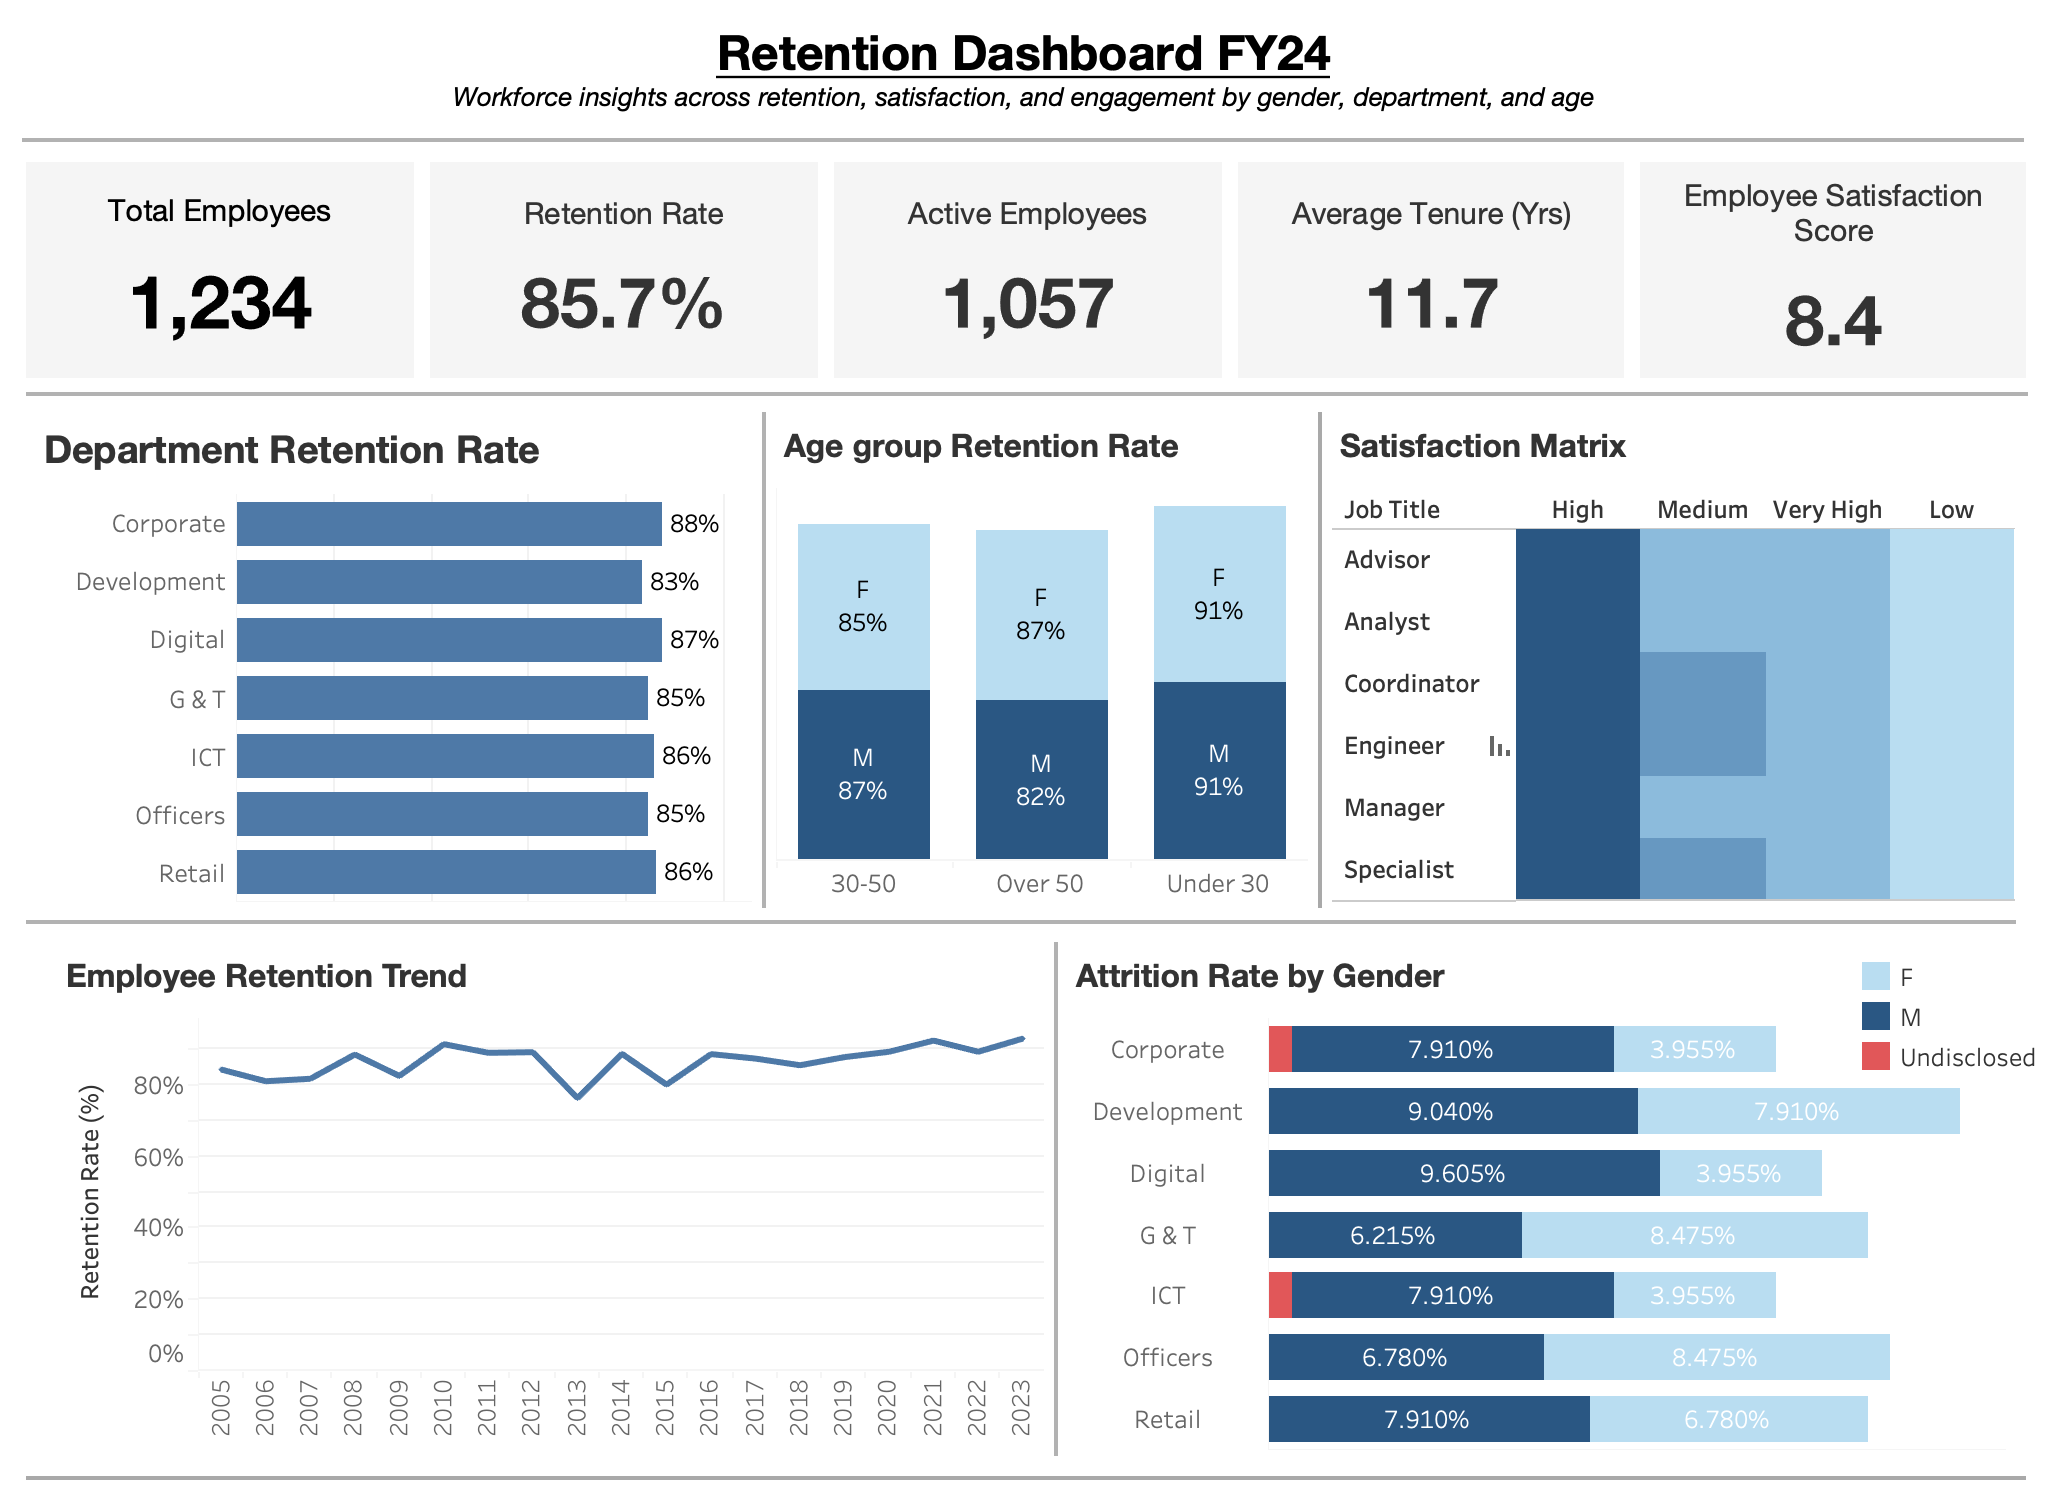 Retention Dashboard FY24
Workforce insights across retention, satisfaction, and engagement by gender, department, and age
Total Employees
1,234
Retention Rate
85.7%
Active Employees
1,057
Average Tenure (Yrs)
11.7
Employee Satisfaction
Score
8.4
Department Retention Rate
Corporate 88%
Development 83%
Digital 87%
G & T 85%
ICT 86%
Officers 85%
Retail 86%
Age group Retention Rate
F
85%
M
87%
F
87%
M
82%
F
91%
M
91%
30-50 Over 50 Under 30
Satisfaction Matrix
Job Title High Medium Very High Low
Advisor
Analyst
Coordinator
Engineer
Manager
Specialist
Employee Retention Trend
Retention Rate (%)
80%
60%
40%
20%
0%
2005 2006 2007 2008 2009 2010 2011 2012 2013 2014 2015 2016 2017 2018 2019 2020 2021 2022 2023
Attrition Rate by Gender
F
M
Undisclosed
Corporate 7.910% 3.955%
Development 9.040% 7.910%
Digital 9.605% 3.955%
G & T 6.215% 8.475%
ICT 7.910% 3.955%
Officers 6.780% 8.475%
Retail 7.910% 6.780%